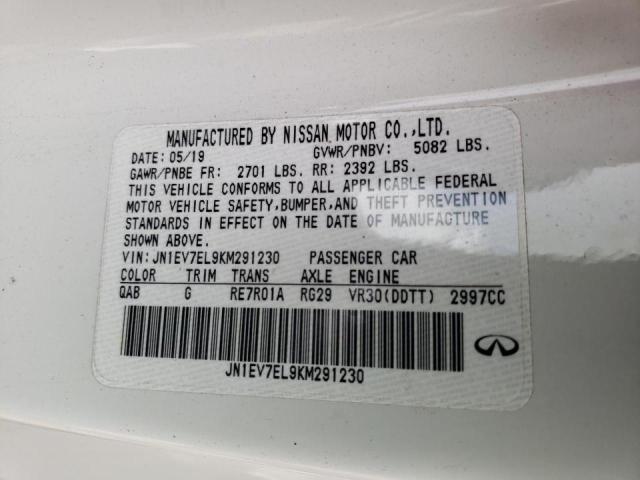 MANUFACTURED BY NISSAN MOTOR CO.,LTD.
DATE: 05/19 GVWR/PNBV: 5082 LBS.
GAWR/PNBE FR: 2701 LBS. RR: 2392 LBS.
THIS VEHICLE CONFORMS TO ALL APPLICABLE FEDERAL
MOTOR VEHICLE SAFETY, BUMPER, AND THEFT PREVENTION
STANDARDS IN EFFECT ON THE DATE OF MANUFACTURE
SHOWN ABOVE.
VIN: JN1EV7EL9KM291230 PASSENGER CAR
COLOR TRIM TRANS AXLE ENGINE
QAB G RE7R01A RG29 VR30(DDTT) 2997CC
JN1EV7EL9KM291230